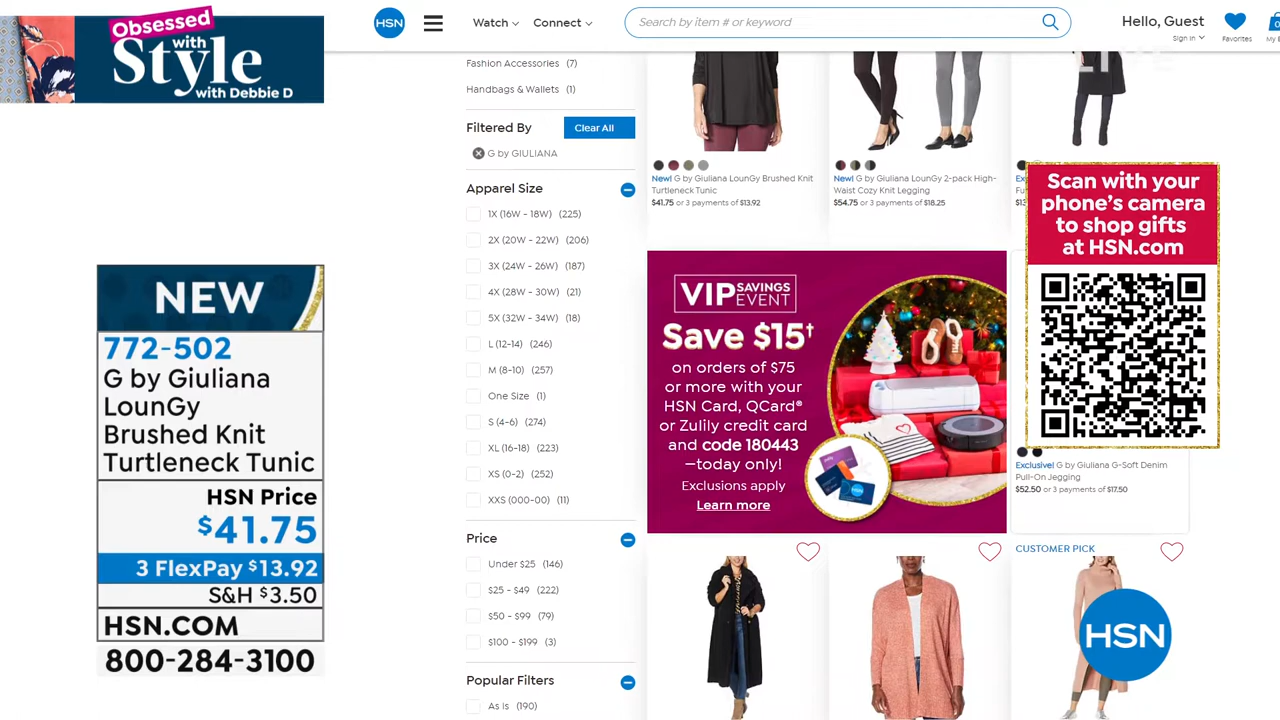 Obsessed
with
Style
with Debbie D
HSN
Watch
Connect
Search by item # or keyword
Hello, Guest
Sign In
Favorites
0
LIVE
Fashion Accessories (7)
Handbags & Wallets (1)
Filtered By
Clear All
G by GIULIANA
Apparel Size
1X (16W - 18W) (225)
2X (20W - 22W) (206)
3X (24W - 26W) (187)
4X (28W - 30W) (21)
5X (32W - 34W) (18)
L (12-14) (246)
M (8-10) (257)
One Size (1)
S (4-6) (274)
XL (16-18) (223)
XS (0-2) (252)
XXS (000-00) (11)
Price
Under $25 (146)
$25 - $49 (222)
$50 - $99 (79)
$100 - $199 (3)
Popular Filters
As Is (190)
New! G by Giuliana LounGy Brushed Knit
Turtleneck Tunic
$41.75 or 3 payments of $13.92
New! G by Giuliana LounGy 2-pack High-
Waist Cozy Knit Legging
$54.75 or 3 payments of $18.25
VIP SAVINGS
EVENT
Save $15†
on orders of $75
or more with your
HSN Card, QCard®
or Zulily credit card
and code 180443
—today only!
Exclusions apply
Learn more
Scan with your
phone's camera
to shop gifts
at HSN.com
Exclusive! G by Giuliana G-Soft Denim
Pull-On Jegging
$52.50 or 3 payments of $17.50
CUSTOMER PICK
HSN
NEW
772-502
G by Giuliana
LounGy
Brushed Knit
Turtleneck Tunic
HSN Price
$41.75
3 FlexPay $13.92
S&H $3.50
HSN.COM
800-284-3100